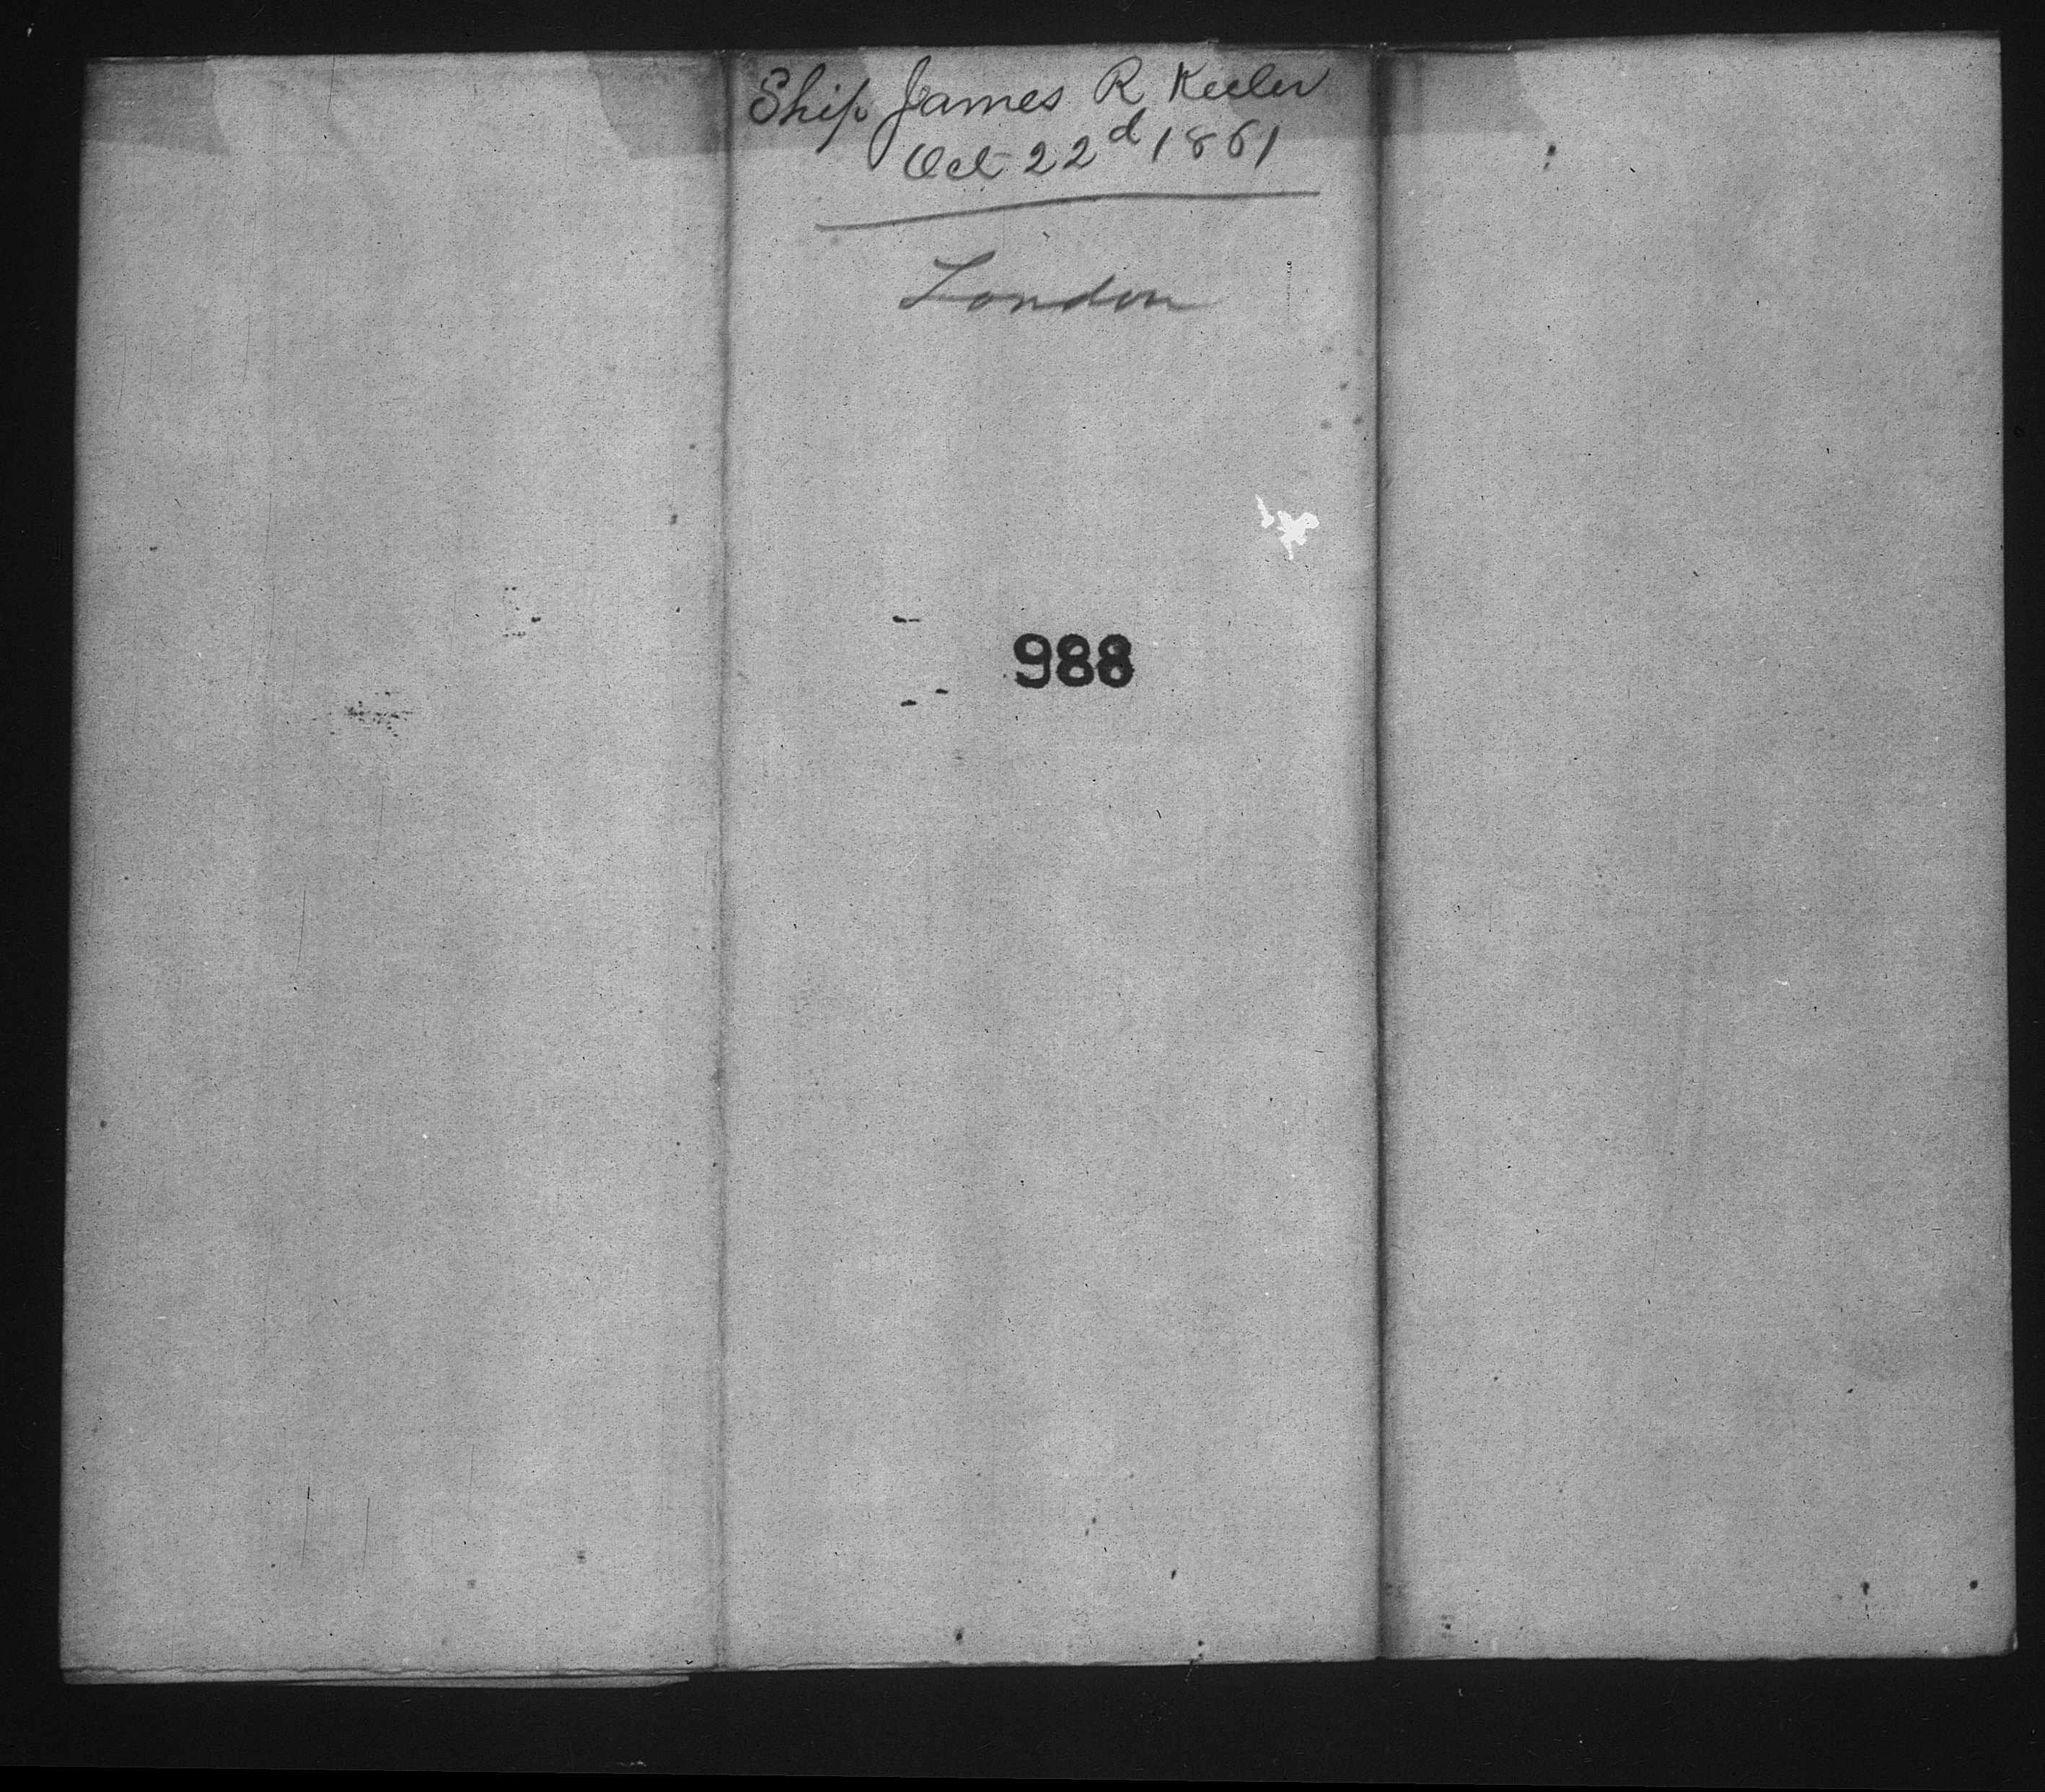 Ship James R Keeler
Oct 22d 1861
London
988